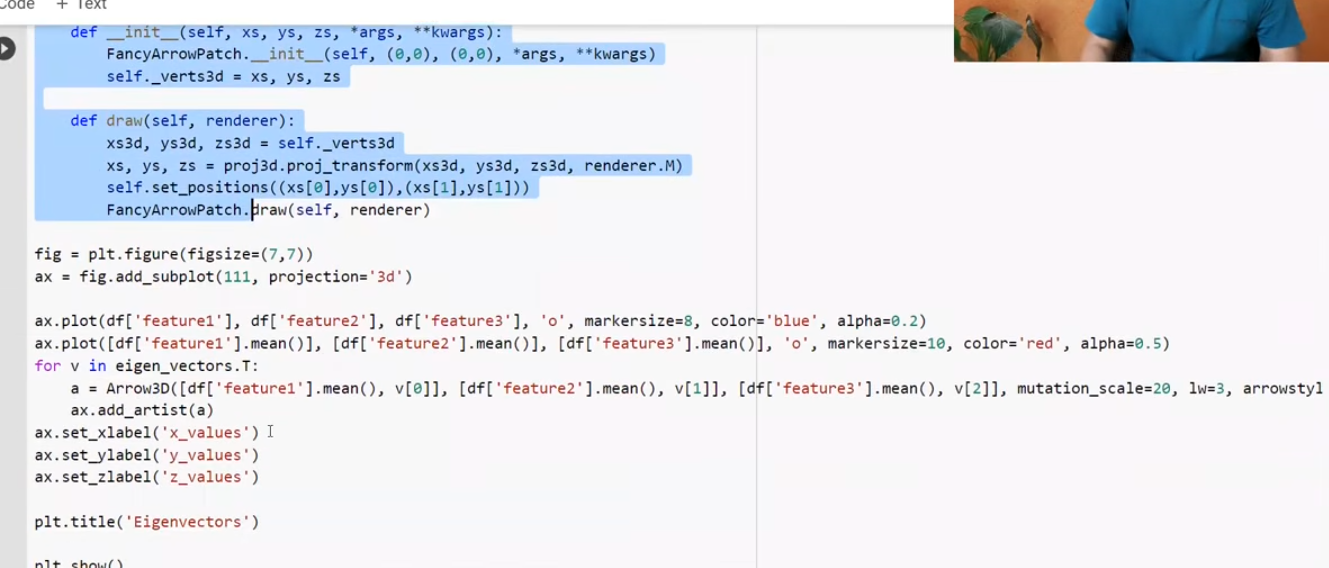 Code + Text
    def __init__(self, xs, ys, zs, *args, **kwargs):
        FancyArrowPatch.__init__(self, (0,0), (0,0), *args, **kwargs)
        self._verts3d = xs, ys, zs

    def draw(self, renderer):
        xs3d, ys3d, zs3d = self._verts3d
        xs, ys, zs = proj3d.proj_transform(xs3d, ys3d, zs3d, renderer.M)
        self.set_positions((xs[0],ys[0]),(xs[1],ys[1]))
        FancyArrowPatch.draw(self, renderer)

fig = plt.figure(figsize=(7,7))
ax = fig.add_subplot(111, projection='3d')

ax.plot(df['feature1'], df['feature2'], df['feature3'], 'o', markersize=8, color='blue', alpha=0.2)
ax.plot([df['feature1'].mean()], [df['feature2'].mean()], [df['feature3'].mean()], 'o', markersize=10, color='red', alpha=0.5)
for v in eigen_vectors.T:
    a = Arrow3D([df['feature1'].mean(), v[0]], [df['feature2'].mean(), v[1]], [df['feature3'].mean(), v[2]], mutation_scale=20, lw=3, arrowstyl
    ax.add_artist(a)
ax.set_xlabel('x_values')
ax.set_ylabel('y_values')
ax.set_zlabel('z_values')

plt.title('Eigenvectors')

plt.show()